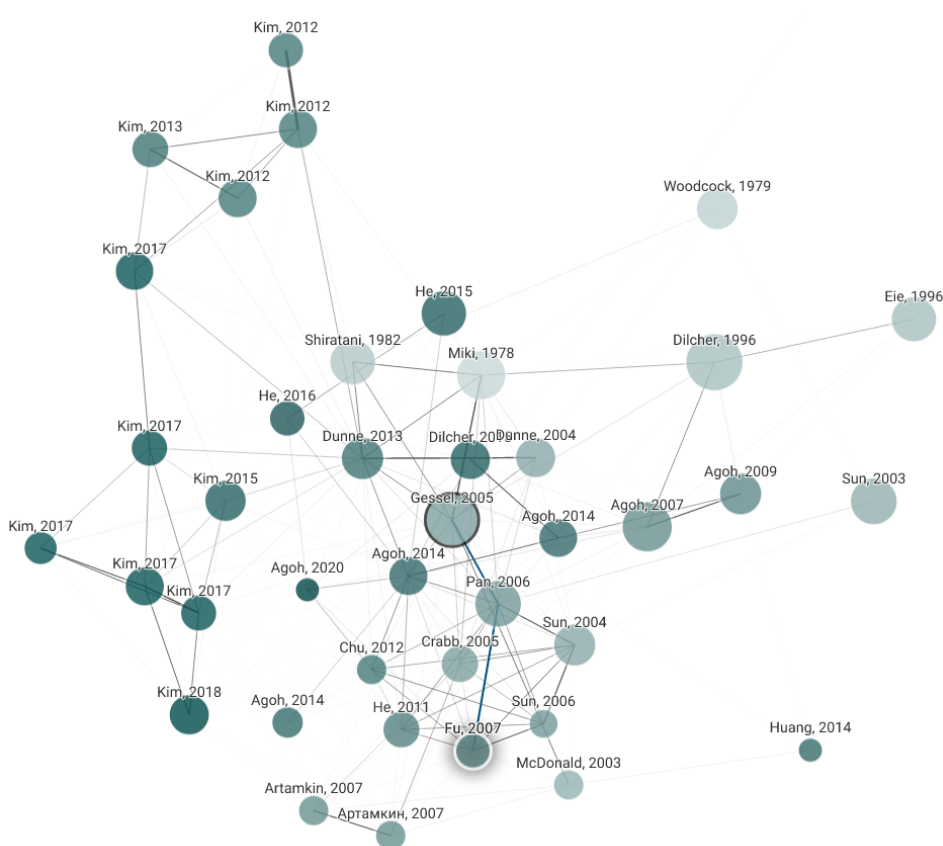 Kim, 2012
Kim, 2012
Kim, 2013
Kim, 2012
Woodcock, 1979
Kim, 2017
He, 2015
Eie, 1996
Shiratani, 1982
Miki, 1978
Dilcher, 1996
He, 2016
Kim, 2017
Dunne, 2013
Dilcher, 2016
Dunne, 2004
Kim, 2015
Agoh, 2009
Sun, 2003
Gessel, 2005
Agoh, 2007
Agoh, 2014
Kim, 2017
Agoh, 2014
Kim, 2017
Agoh, 2020
Pan, 2006
Kim, 2017
Sun, 2004
Chu, 2012
Crabb, 2005
Kim, 2018
Agoh, 2014
He, 2011
Sun, 2006
Fu, 2007
Huang, 2014
McDonald, 2003
Artamkin, 2007
Артамкин, 2007